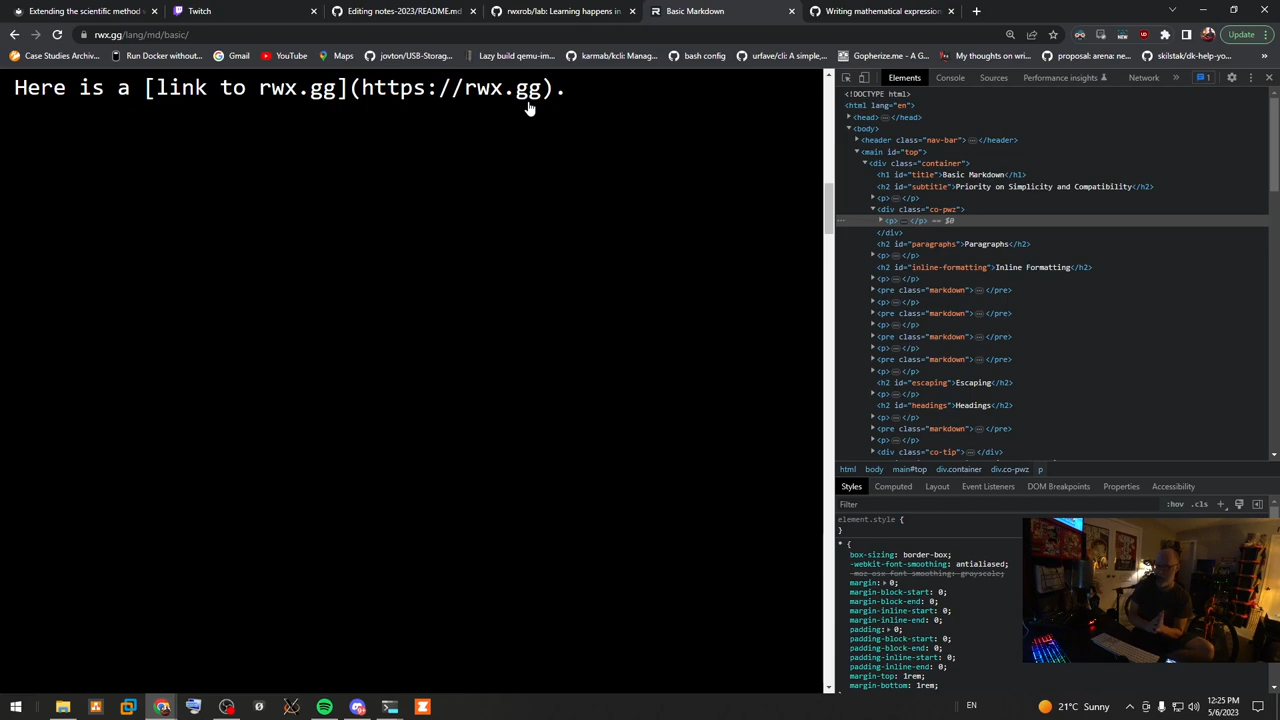 Extending the scientific method
Twitch
Editing notes-2023/README.md
rwxrob/lab: Learning happens in
Basic Markdown
Writing mathematical expression
rwx.gg/lang/md/basic/
Update
Case Studies Archiv...
Run Docker without...
Gmail
YouTube
Maps
joton/USB-Storag...
Lazy build qemu-im...
karmab/kcli: Mgmt...
bash config
urfave/cli: A simple...
Gopherize.me - A G...
My thoughts on wri...
proposal: arena: ne...
skilstak/dk-help-yo...
Here is a [link to rwx.gg](https://rwx.gg).
Elements
Console
Sources
Performance insights
Network
1
<!DOCTYPE html>
<html lang="en">
<head> … </head>
<body>
<header class="nav-bar"> … </header>
<main id="top">
<div class="container">
<h1 id="title">Basic Markdown</h1>
<h2 id="subtitle">Priority on Simplicity and Compatibility</h2>
<p> … </p>
<div class="co-pwz">
<p> … </p> == $0
</div>
<h2 id="paragraphs">Paragraphs</h2>
<p> … </p>
<h2 id="inline-formatting">Inline Formatting</h2>
<p> … </p>
<pre class="markdown"> … </pre>
<p> … </p>
<pre class="markdown"> … </pre>
<p> … </p>
<pre class="markdown"> … </pre>
<pre class="markdown"> … </pre>
<p> … </p>
<h2 id="escaping">Escaping</h2>
<p> … </p>
<h2 id="headings">Headings</h2>
<p> … </p>
<pre class="markdown"> … </pre>
<p> … </p>
<div class="co-tip"> … </div>
html body main#top div.container div.co-pwz p
Styles
Computed
Layout
Event Listeners
DOM Breakpoints
Properties
Accessibility
Filter
:hov .cls
element.style {
}
* {
box-sizing: border-box;
-webkit-font-smoothing: antialiased;
-moz-osx-font-smoothing: grayscale;
margin: 0;
margin-block-start: 0;
margin-block-end: 0;
margin-inline-start: 0;
margin-inline-end: 0;
padding: 0;
padding-block-start: 0;
padding-block-end: 0;
padding-inline-start: 0;
padding-inline-end: 0;
margin-top: 1rem;
margin-bottom: 1rem;
21°C Sunny
EN
12:25 PM
5/6/2023